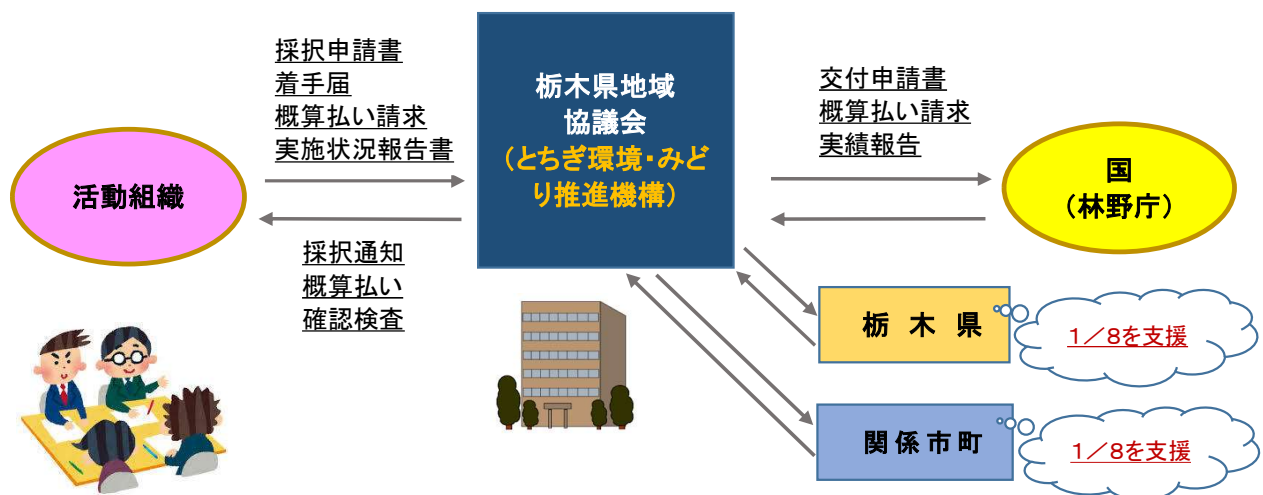 採択申請書
着手届
概算払い請求
実施状況報告書
活動組織
採択通知
概算払い
確認検査
栃木県地域
協議会
（とちぎ環境・みど
り推進機構）
交付申請書
概算払い請求
実績報告
国
（林野庁）
栃 木 県
1／8を支援
関係市町
1／8を支援